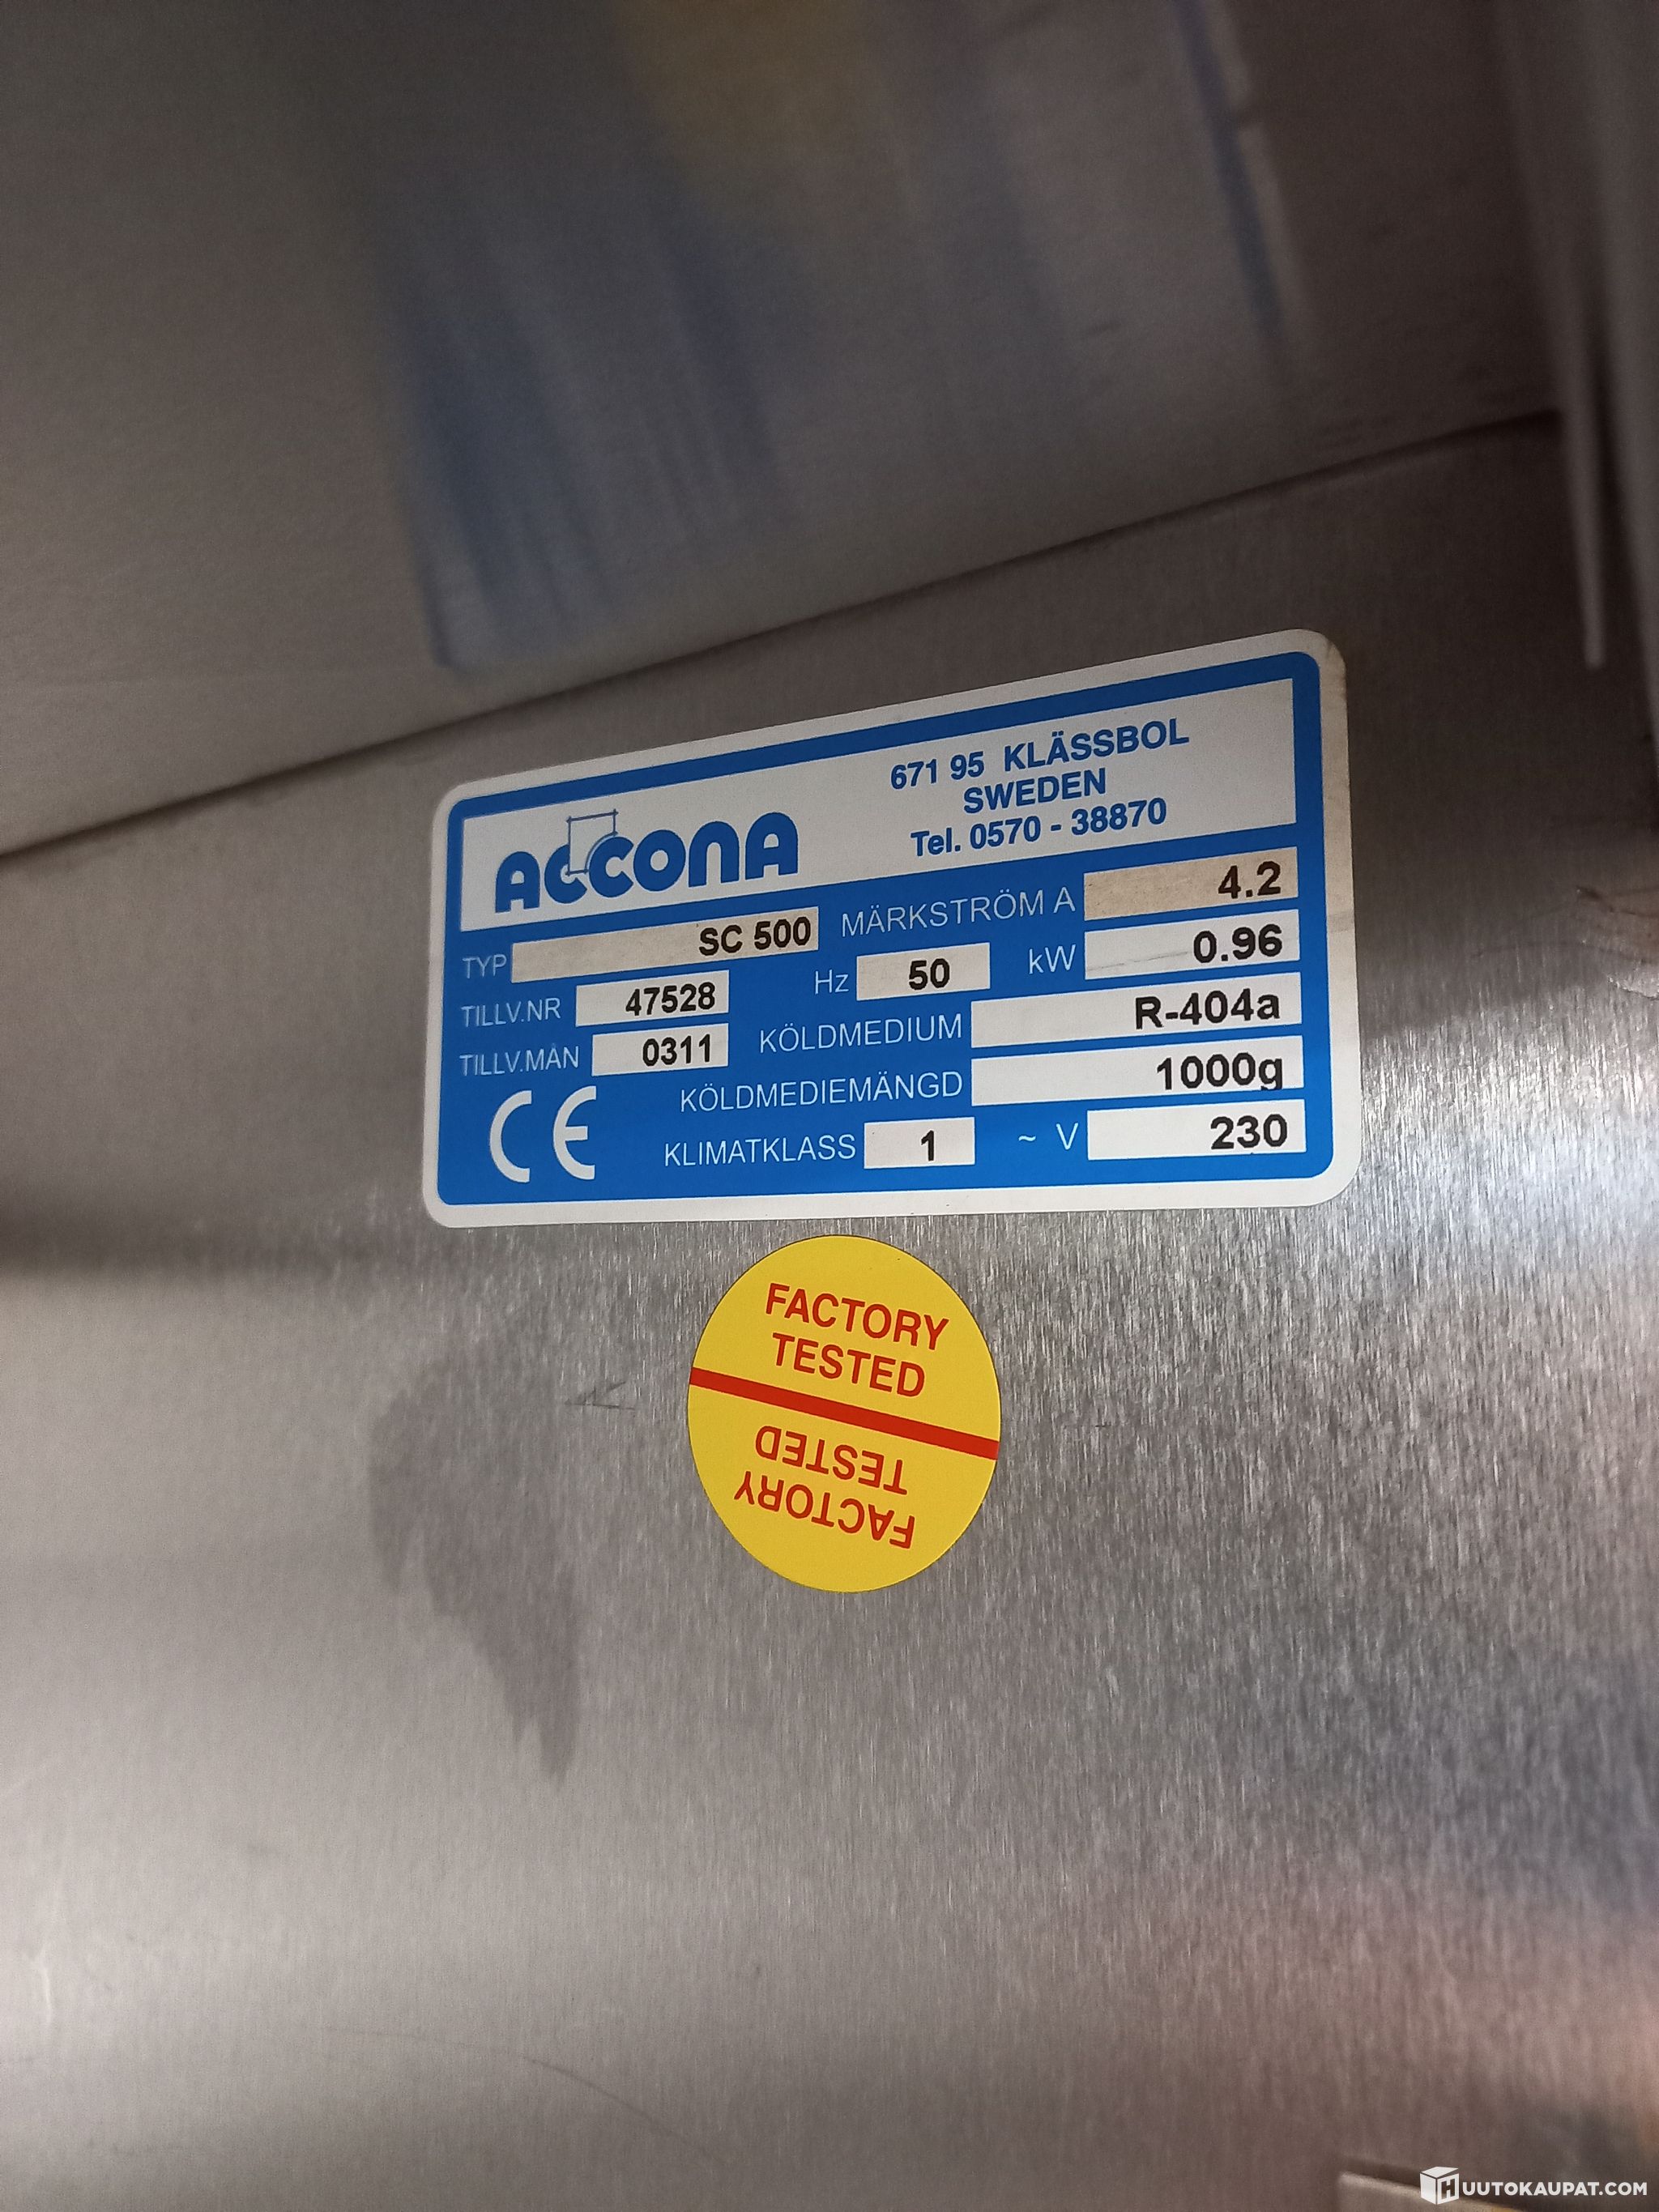 ACCONA
671 95 KLÄSSBOL
SWEDEN
Tel. 0570 - 38870
TYP SC 500 MÄRKSTRÖM A 4.2
TILLV.NR 47528 Hz 50 kW 0.96
TILLV.MÅN 0311 KÖLDMEDIUM R-404a
KÖLDMEDIEMÄNGD 1000g
CE KLIMATKLASS 1 ~ V 230
FACTORY
TESTED
FACTORY
TESTED
HUUTOKAUPAT.COM